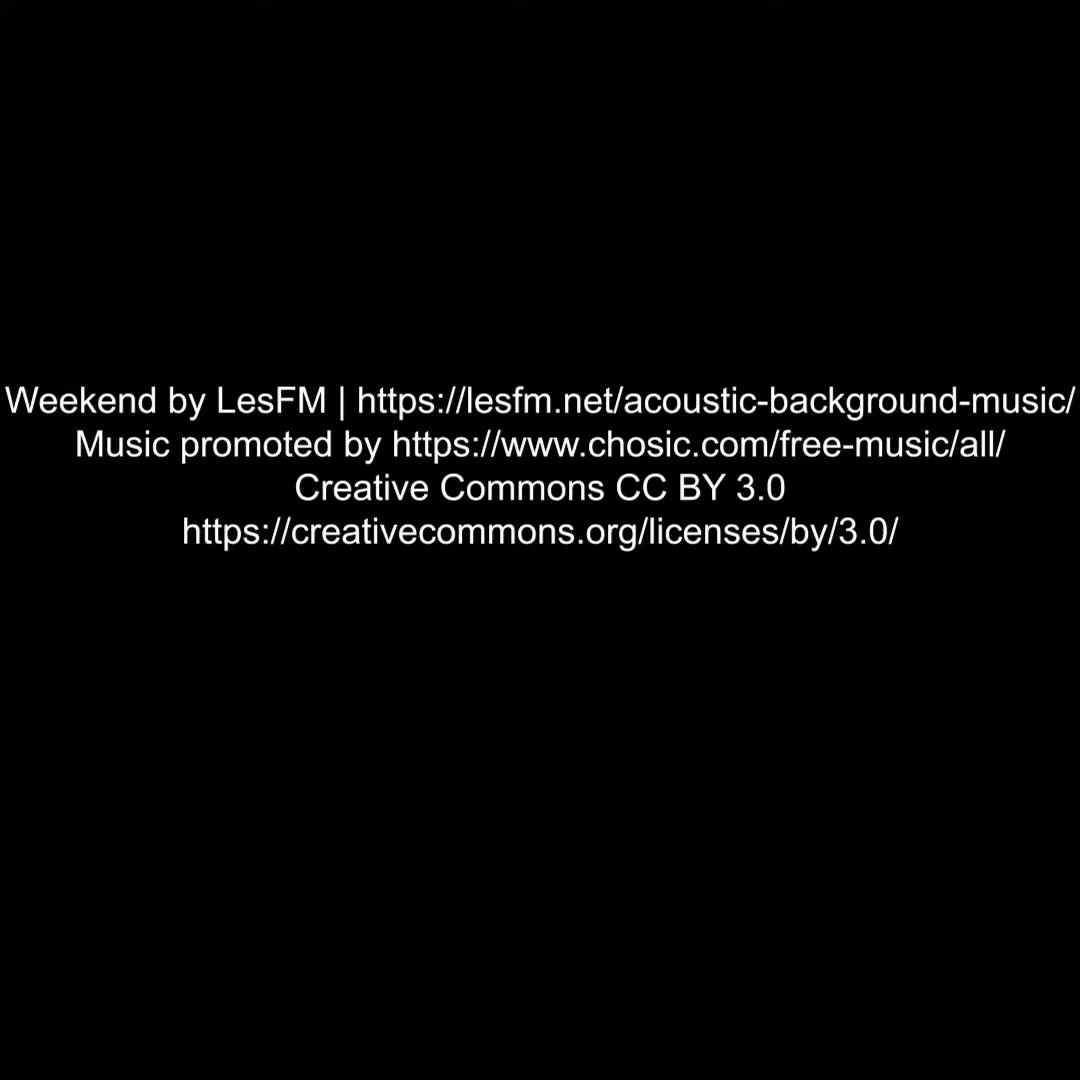 Weekend by LesFM | https://lesfm.net/acoustic-background-music/
Music promoted by https://www.chosic.com/free-music/all/
Creative Commons CC BY 3.0
https://creativecommons.org/licenses/by/3.0/